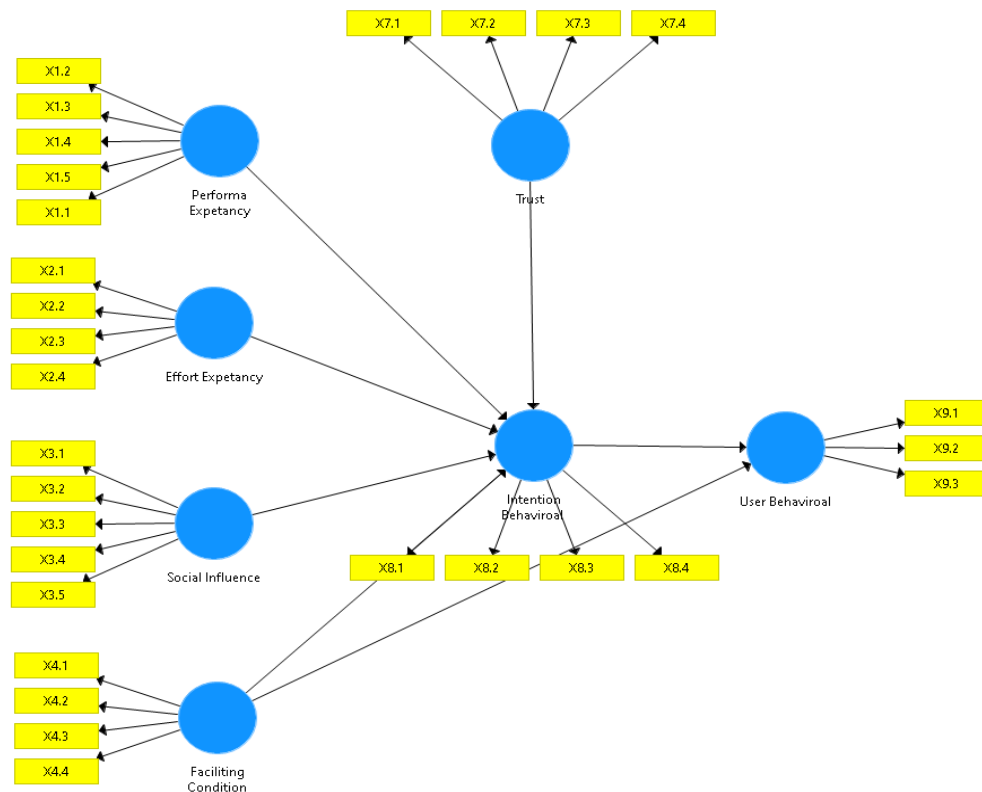 X7.1
X7.2
X7.3
X7.4
Trust
X1.2
X1.3
X1.4
X1.5
X1.1
Performa
Expetancy
X2.1
X2.2
X2.3
X2.4
Effort Expetancy
X3.1
X3.2
X3.3
X3.4
X3.5
Social Influence
Intention
Behaviroal
X8.1
X8.2
X8.3
X8.4
User Behaviroal
X9.1
X9.2
X9.3
X4.1
X4.2
X4.3
X4.4
Faciliting
Condition